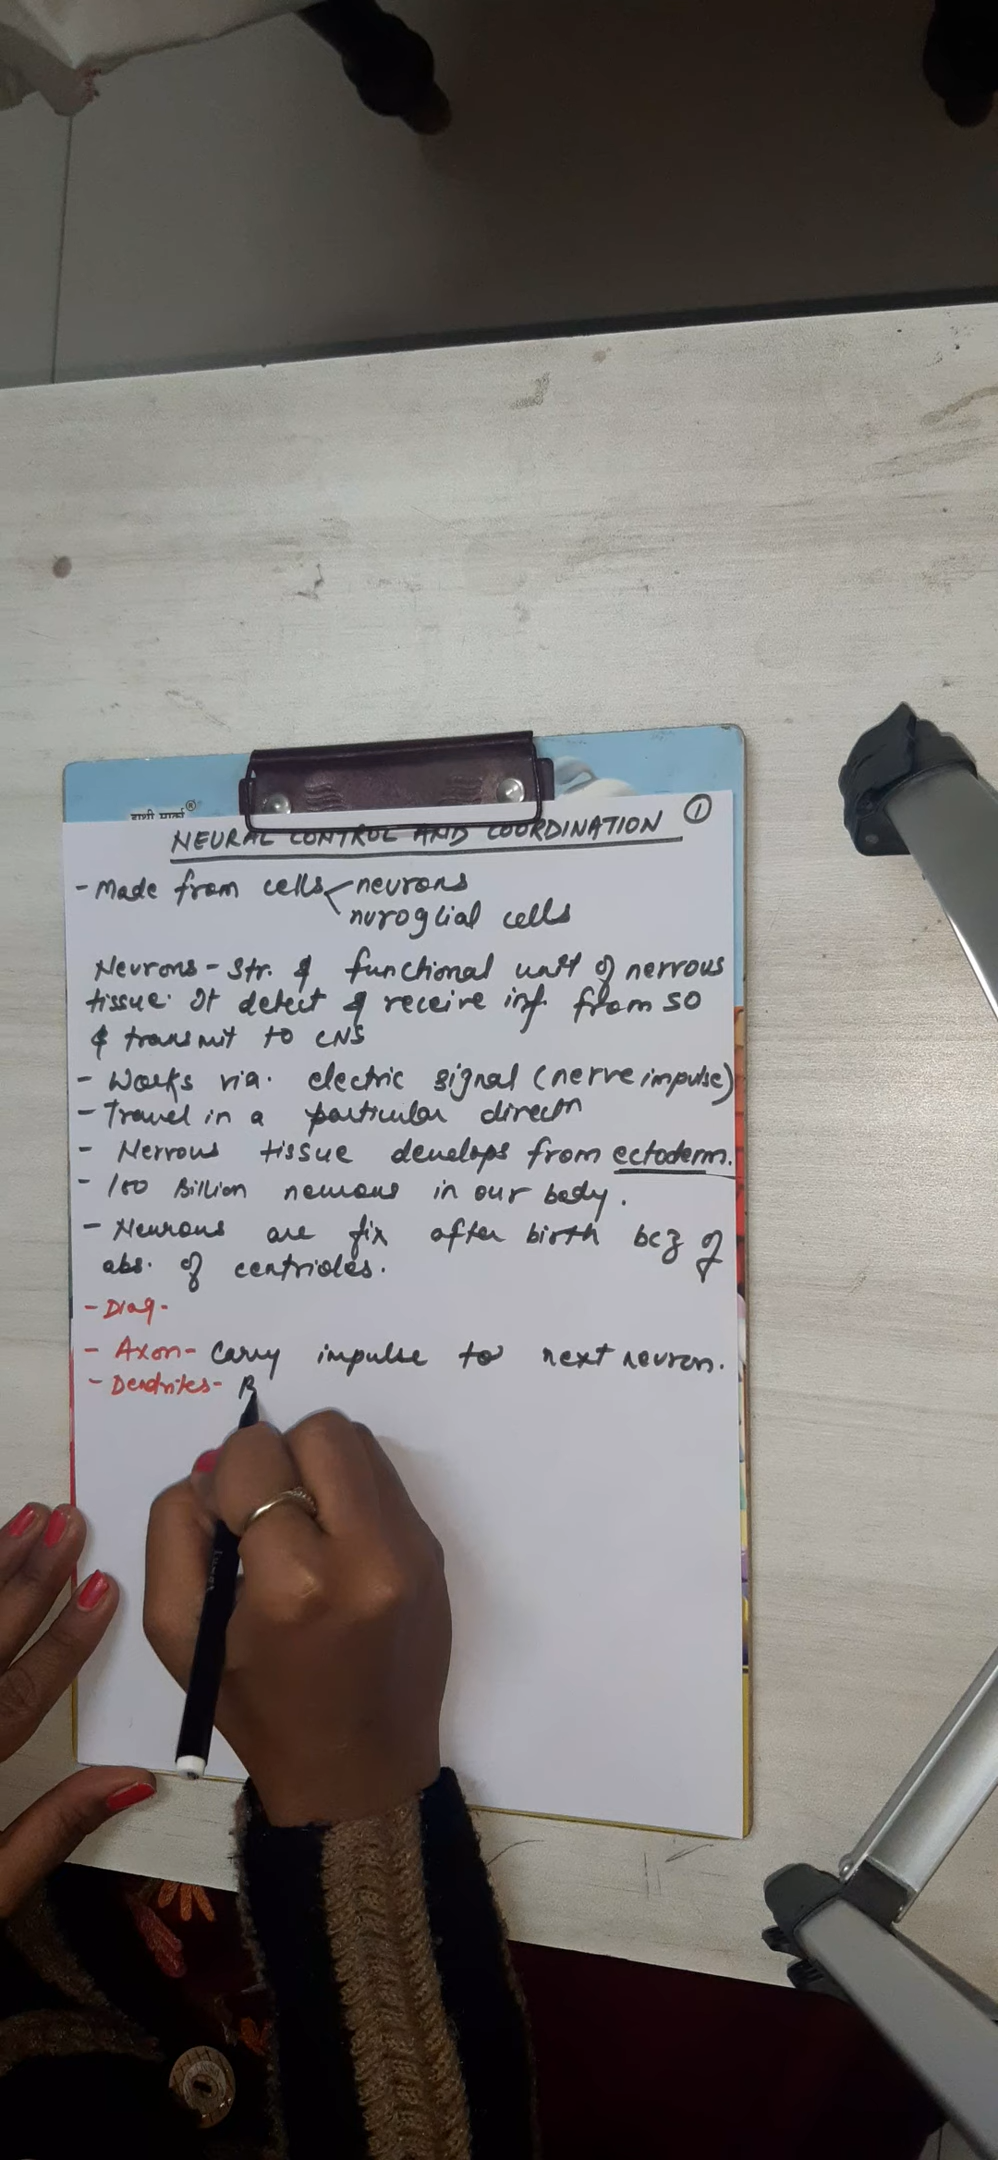 हाथी मार्का®
NEURAL CONTROL AND COORDINATION ①
- Made from cells neurons
nuroglial cells
Neurons - Str. & functional unit of nervous
tissue. It detect & receive inf. from SO
& transmit to CNS
- Works via. electric signal (nerve impulse)
- Travel in a particular directn
- Nervous tissue develops from ectoderm.
- 100 Billion neurons in our body.
- Neurons are fix after birth bcz of
abs. of centrioles.
- Diag -
- Axon - Carry impulse to next neuron.
- Dendrites - R